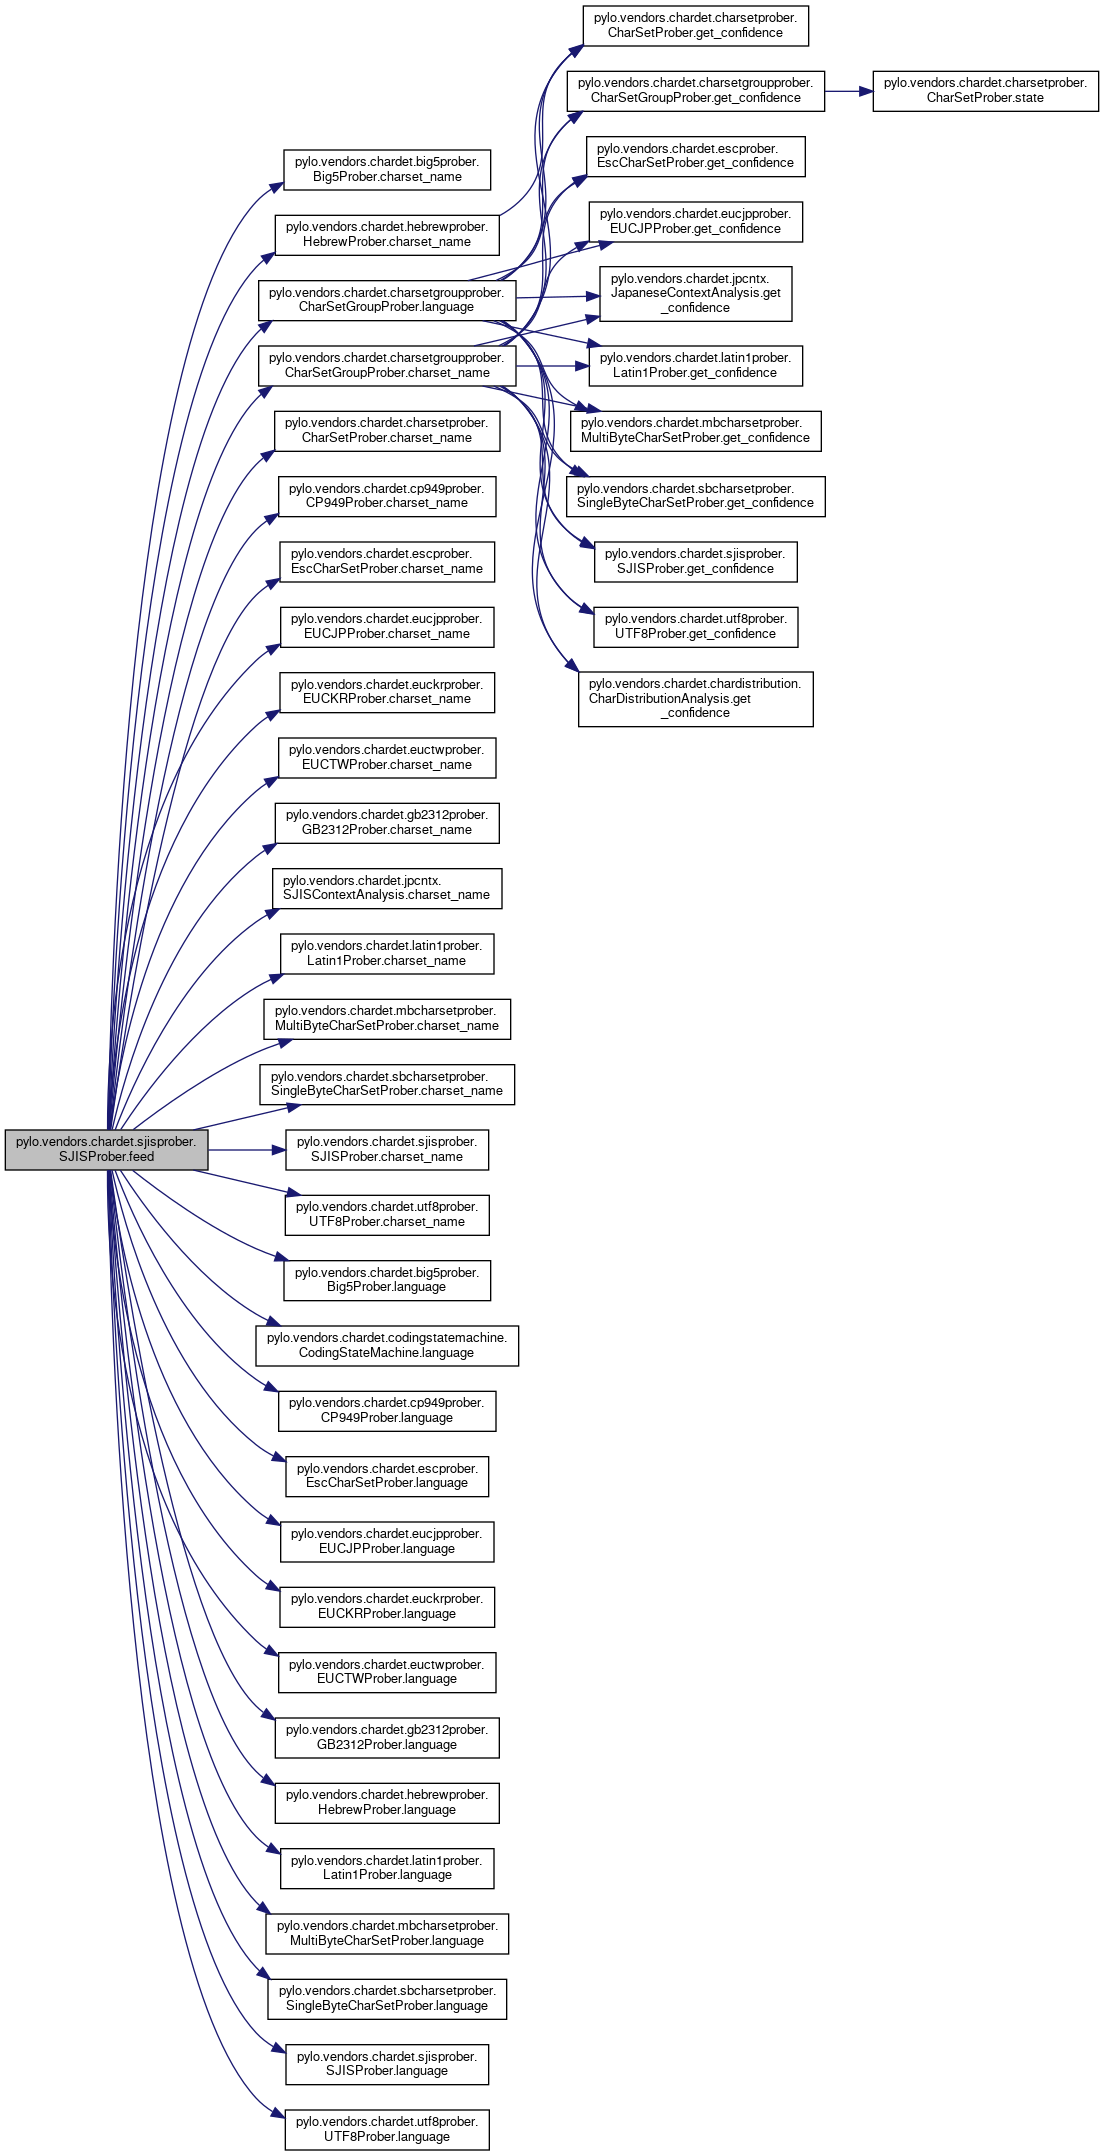 pylo.vendors.chardet.sjisprober.
SJISProber.feed
pylo.vendors.chardet.big5prober.
Big5Prober.charset_name
pylo.vendors.chardet.hebrewprober.
HebrewProber.charset_name
pylo.vendors.chardet.charsetgroupprober.
CharSetGroupProber.language
pylo.vendors.chardet.charsetgroupprober.
CharSetGroupProber.charset_name
pylo.vendors.chardet.charsetprober.
CharSetProber.charset_name
pylo.vendors.chardet.cp949prober.
CP949Prober.charset_name
pylo.vendors.chardet.escprober.
EscCharSetProber.charset_name
pylo.vendors.chardet.eucjpprober.
EUCJPProber.charset_name
pylo.vendors.chardet.euckrprober.
EUCKRProber.charset_name
pylo.vendors.chardet.euctwprober.
EUCTWProber.charset_name
pylo.vendors.chardet.gb2312prober.
GB2312Prober.charset_name
pylo.vendors.chardet.jpcntx.
SJISContextAnalysis.charset_name
pylo.vendors.chardet.latin1prober.
Latin1Prober.charset_name
pylo.vendors.chardet.mbcharsetprober.
MultiByteCharSetProber.charset_name
pylo.vendors.chardet.sbcharsetprober.
SingleByteCharSetProber.charset_name
pylo.vendors.chardet.sjisprober.
SJISProber.charset_name
pylo.vendors.chardet.utf8prober.
UTF8Prober.charset_name
pylo.vendors.chardet.big5prober.
Big5Prober.language
pylo.vendors.chardet.codingstatemachine.
CodingStateMachine.language
pylo.vendors.chardet.cp949prober.
CP949Prober.language
pylo.vendors.chardet.escprober.
EscCharSetProber.language
pylo.vendors.chardet.eucjpprober.
EUCJPProber.language
pylo.vendors.chardet.euckrprober.
EUCKRProber.language
pylo.vendors.chardet.euctwprober.
EUCTWProber.language
pylo.vendors.chardet.gb2312prober.
GB2312Prober.language
pylo.vendors.chardet.hebrewprober.
HebrewProber.language
pylo.vendors.chardet.latin1prober.
Latin1Prober.language
pylo.vendors.chardet.mbcharsetprober.
MultiByteCharSetProber.language
pylo.vendors.chardet.sbcharsetprober.
SingleByteCharSetProber.language
pylo.vendors.chardet.sjisprober.
SJISProber.language
pylo.vendors.chardet.utf8prober.
UTF8Prober.language
pylo.vendors.chardet.charsetprober.
CharSetProber.get_confidence
pylo.vendors.chardet.charsetgroupprober.
CharSetGroupProber.get_confidence
pylo.vendors.chardet.escprober.
EscCharSetProber.get_confidence
pylo.vendors.chardet.eucjpprober.
EUCJPProber.get_confidence
pylo.vendors.chardet.jpcntx.
JapaneseContextAnalysis.get
_confidence
pylo.vendors.chardet.latin1prober.
Latin1Prober.get_confidence
pylo.vendors.chardet.mbcharsetprober.
MultiByteCharSetProber.get_confidence
pylo.vendors.chardet.sbcharsetprober.
SingleByteCharSetProber.get_confidence
pylo.vendors.chardet.sjisprober.
SJISProber.get_confidence
pylo.vendors.chardet.utf8prober.
UTF8Prober.get_confidence
pylo.vendors.chardet.chardistribution.
CharDistributionAnalysis.get
_confidence
pylo.vendors.chardet.charsetprober.
CharSetProber.state